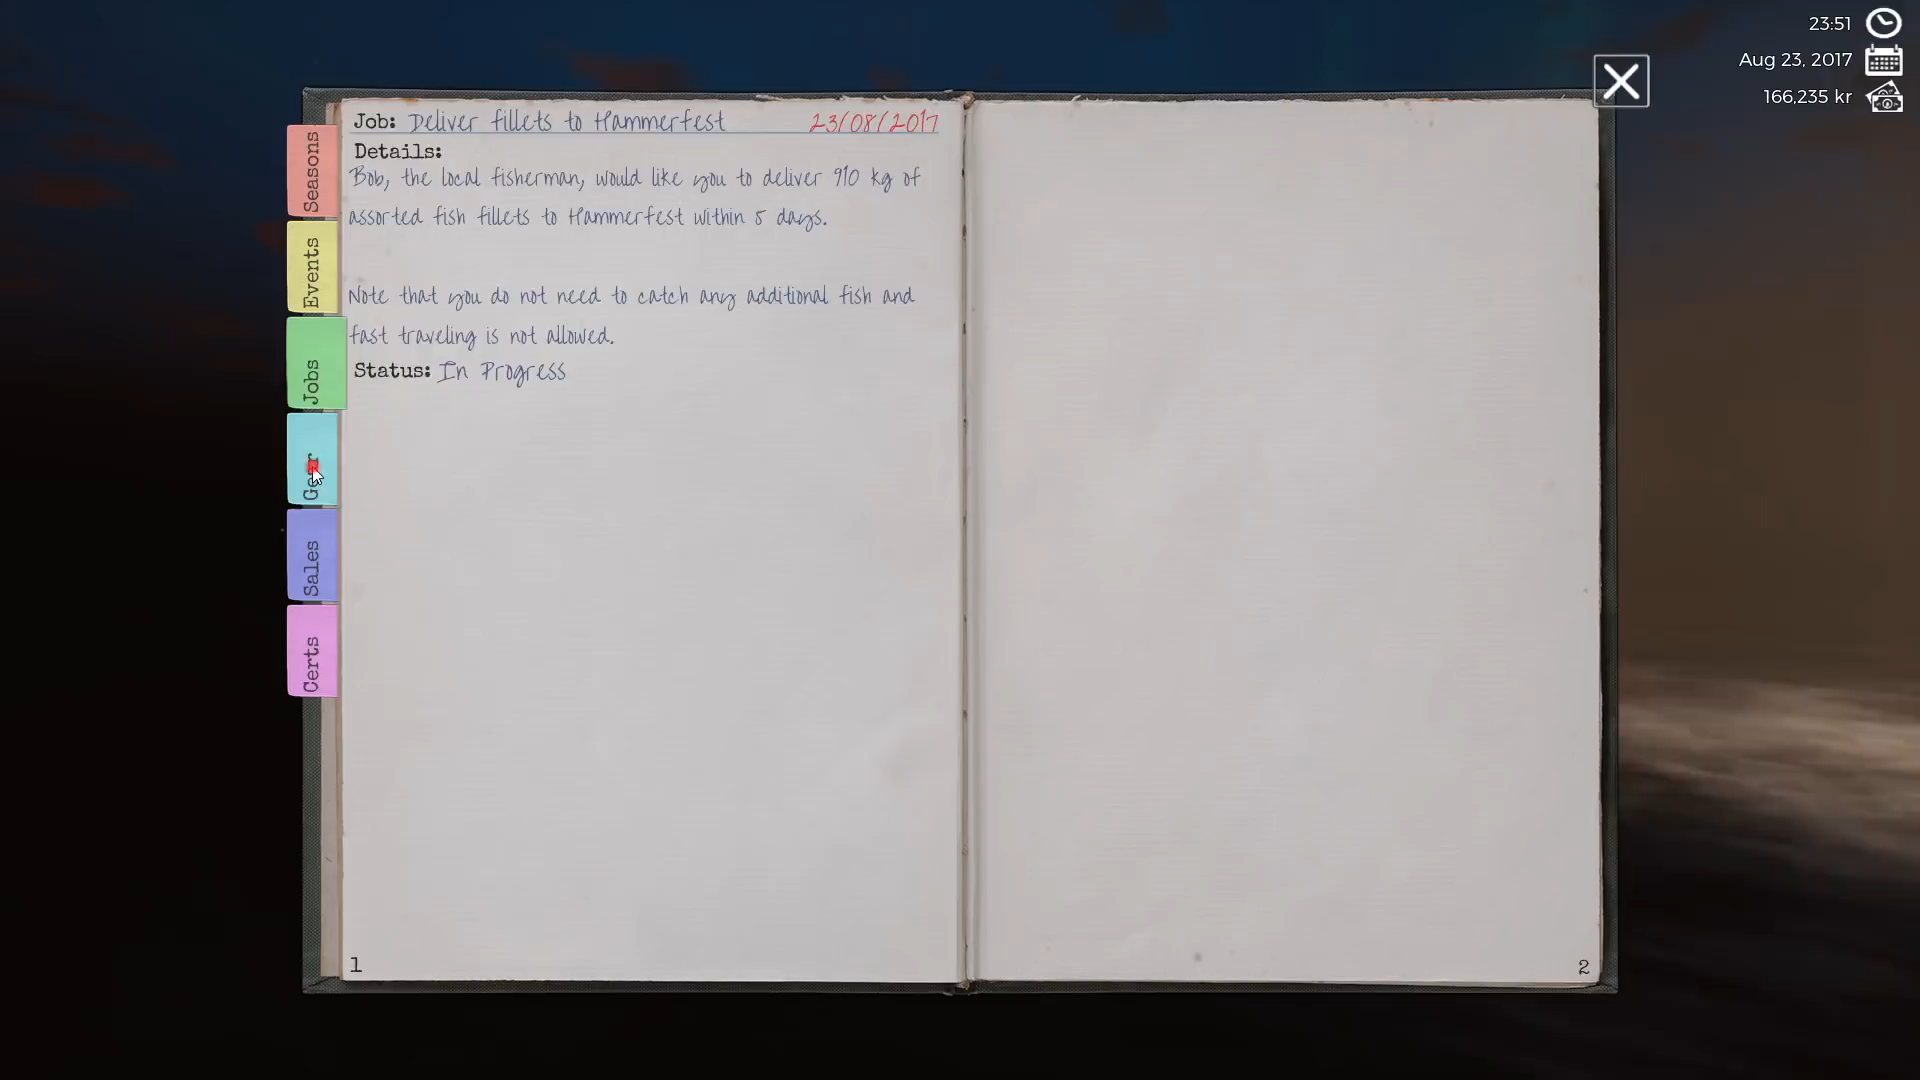 23:51
Aug 23, 2017
166,235 kr
Seasons
Events
Jobs
Sales
Certs
Job: Deliver fillets to Hammerfest 23/08/2017
Details:
Bob, the local fisherman, would like you to deliver 910 kg of
assorted fish fillets to Hammerfest within 5 days.
Note that you do not need to catch any additional fish and
fast traveling is not allowed.
Status: In Progress
1
2